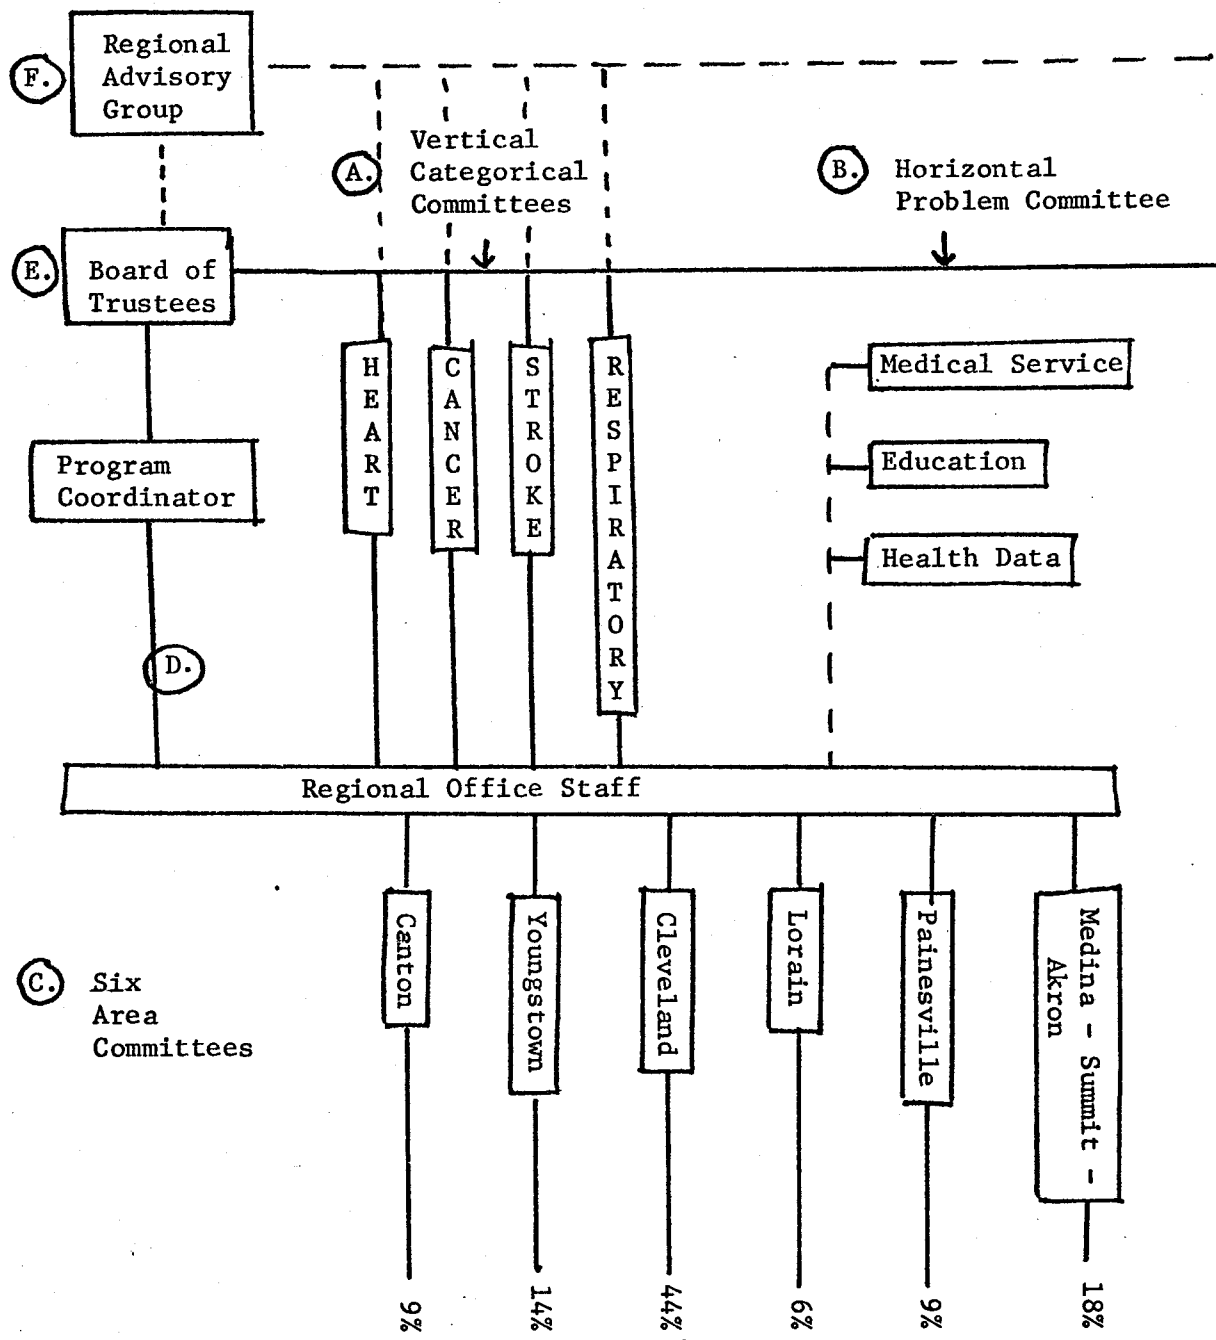 F.
Regional
Advisory
Group
A.
Vertical
Categorical
Committees
B.
Horizontal
Problem Committee
E.
Board of
Trustees
HEART
CANCER
STROKE
RESPIRATORY
Medical Service
Program
Coordinator
Education
Health Data
D.
Regional Office Staff
C.
Six
Area
Committees
Canton
Youngstown
Cleveland
Lorain
Painesville
Medina - Summit -
Akron
9%
14%
44%
6%
9%
18%